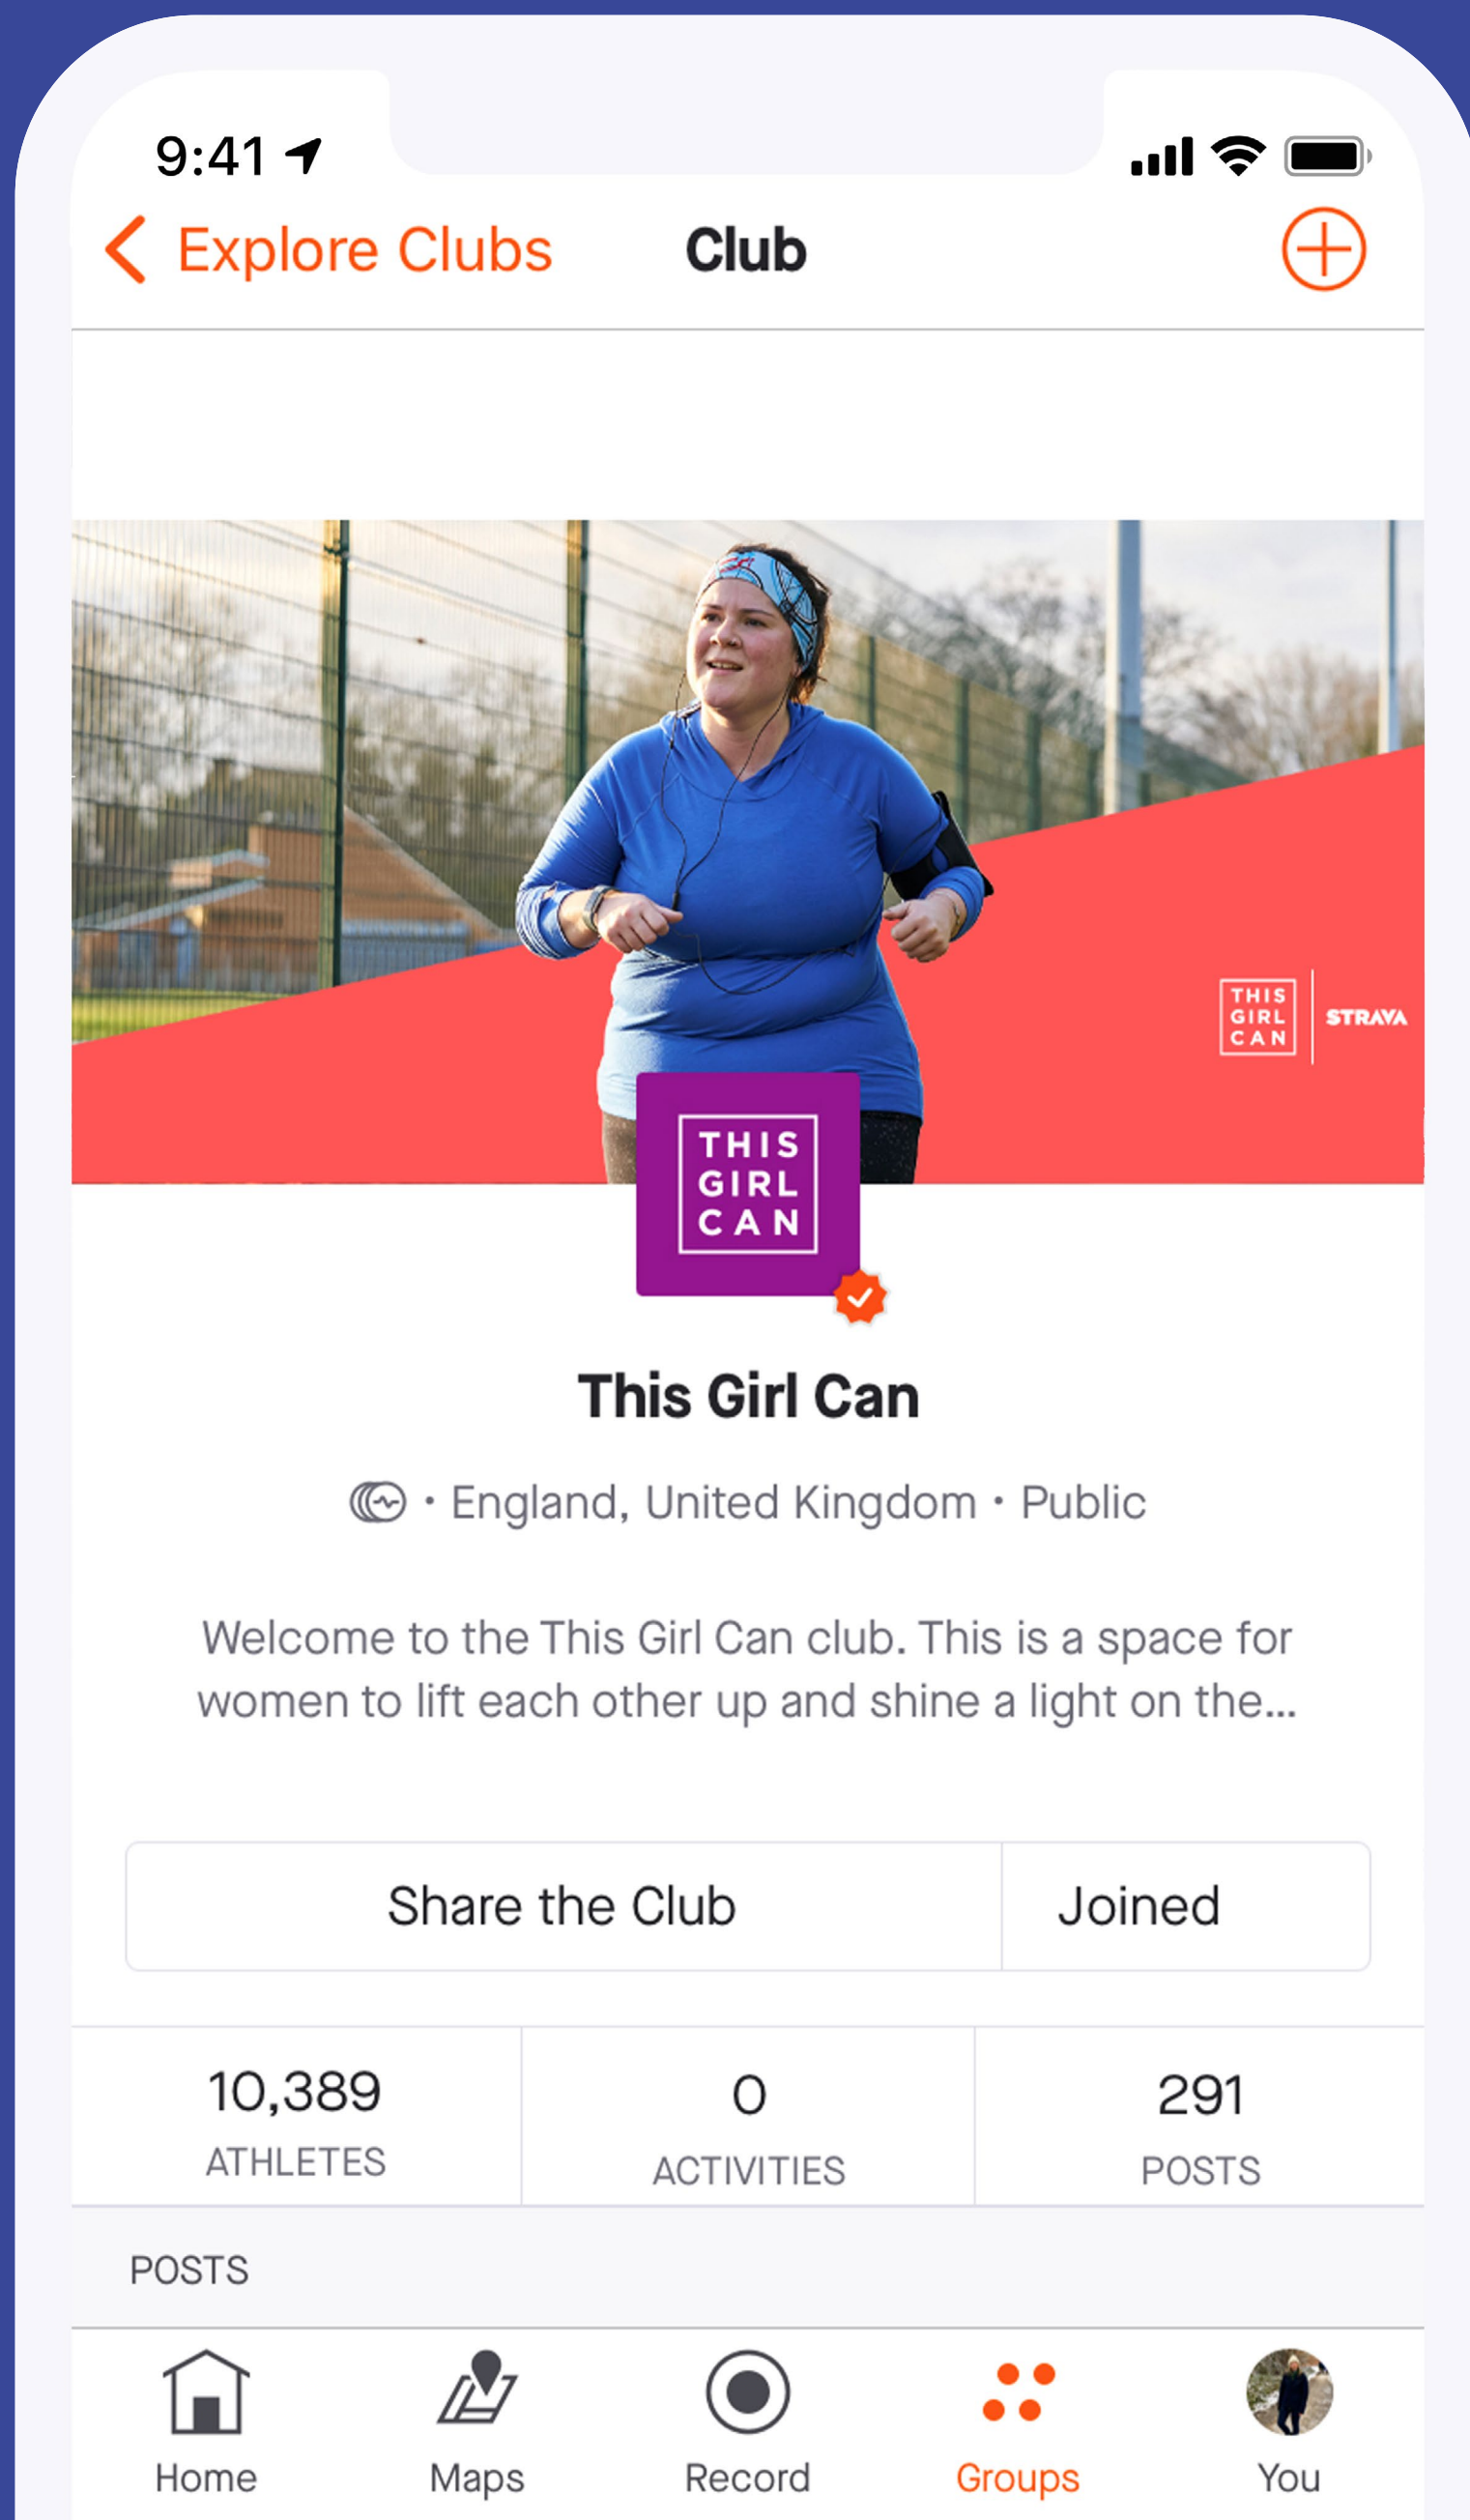 9:41
Explore Clubs
Club
THIS
GIRL
CAN
STRAVA
THIS
GIRL
CAN
This Girl Can
• England, United Kingdom • Public
Welcome to the This Girl Can club. This is a space for
women to lift each other up and shine a light on the...
Share the Club
Joined
10,389
ATHLETES
0
ACTIVITIES
291
POSTS
POSTS
Home
Maps
Record
Groups
You